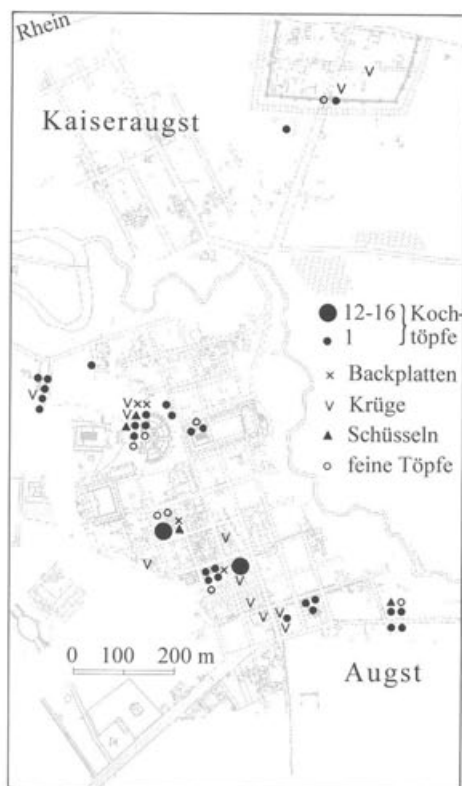 Rhein
Kaiseraugst
12-16 } Koch-
1 töpfe
× Backplatten
v Krüge
▲ Schüsseln
○ feine Töpfe
0 100 200 m
Augst